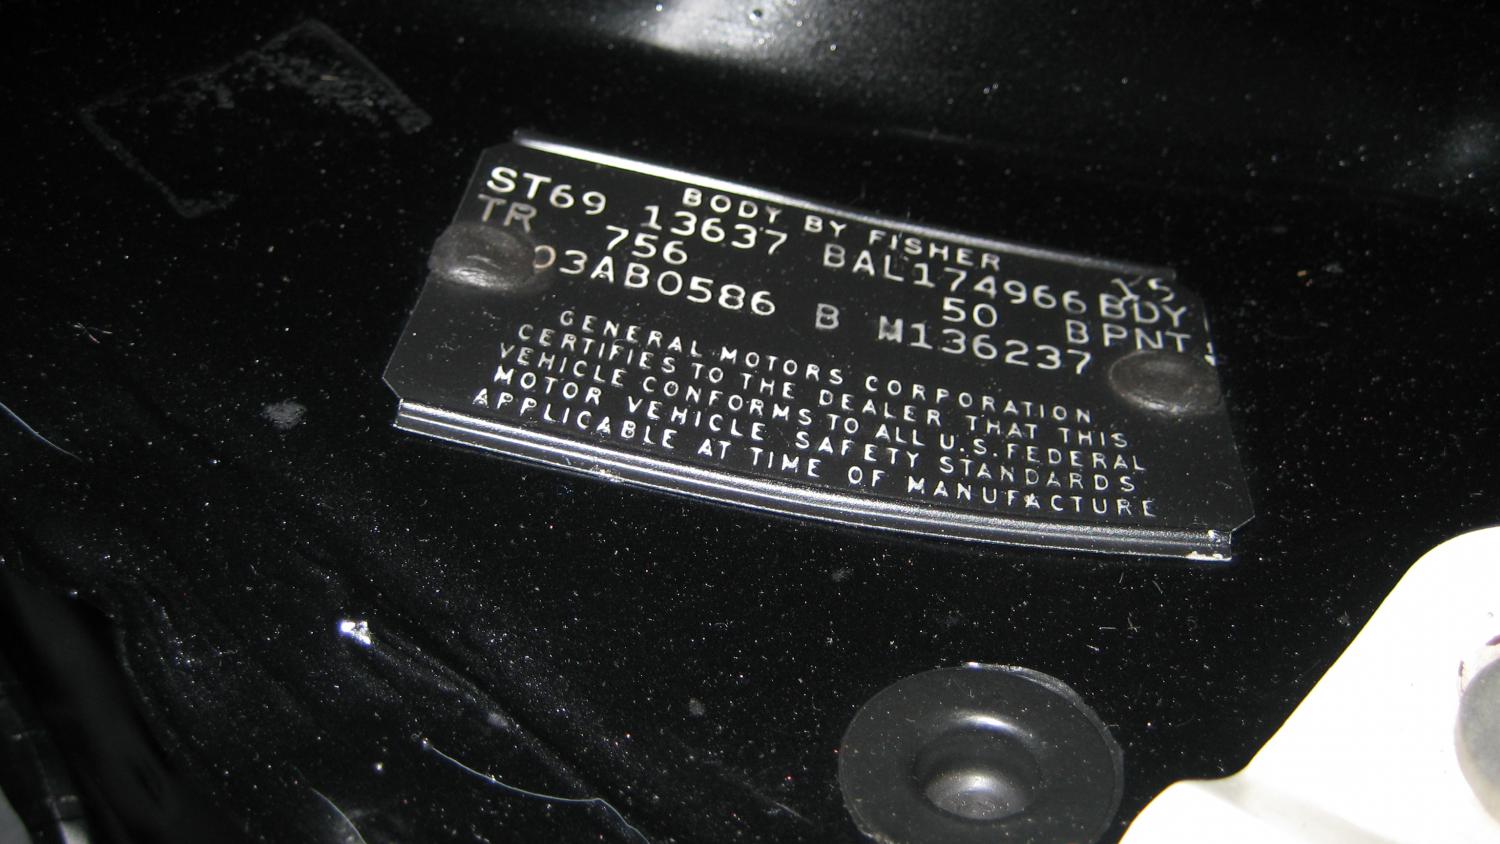 BODY BY FISHER
ST69 13637 BAL174966 BDY
TR 756 50 B PNT
03AB0586 B M136237
GENERAL MOTORS CORPORATION
CERTIFIES TO THE DEALER THAT THIS
VEHICLE CONFORMS TO ALL U.S. FEDERAL
MOTOR VEHICLE SAFETY STANDARDS
APPLICABLE AT TIME OF MANUFACTURE